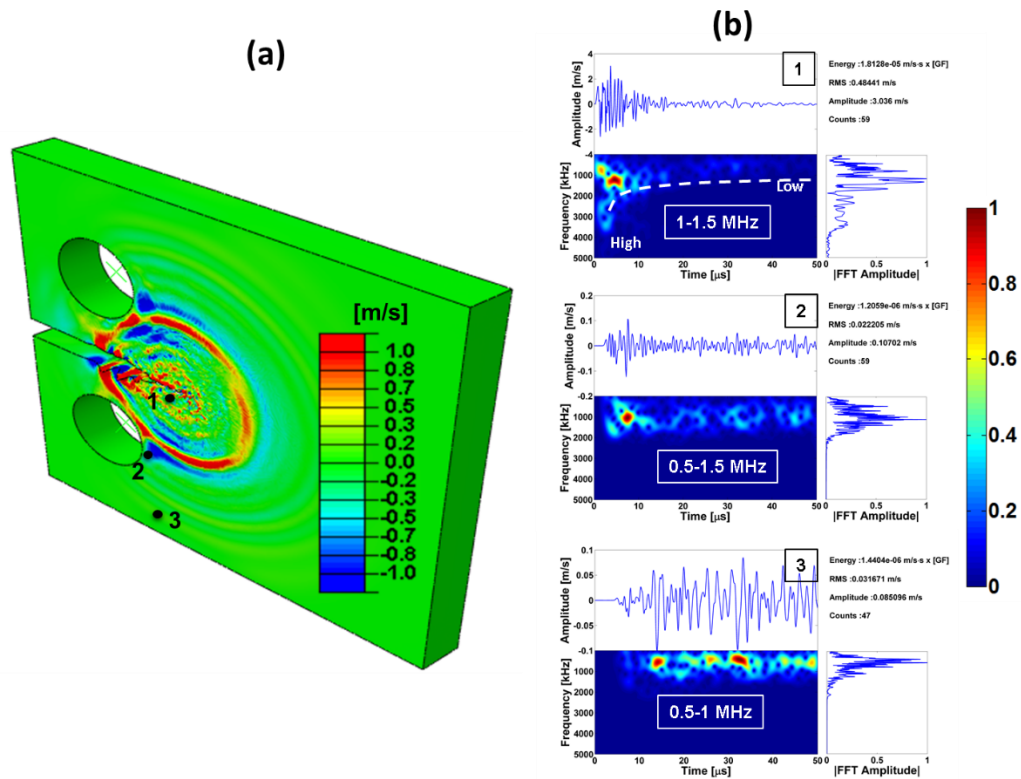 (a)
[m/s]
1.0
0.8
0.7
0.5
0.3
0.2
0.0
-0.2
-0.3
-0.5
-0.7
-0.8
-1.0
1
2
3
(b)
1
Energy :1.8128e-05 m/s·s x [GF]
RMS :0.48441 m/s
Amplitude :3.036 m/s
Counts :59
Amplitude [m/s]
4
2
0
-2
-4
Frequency [kHz]
1000
2000
3000
4000
5000
Low
1-1.5 MHz
High
0 10 20 30 40 50
Time [μs]
0 0.5 1
|FFT Amplitude|
2
Energy :1.2059e-06 m/s·s x [GF]
RMS :0.022205 m/s
Amplitude :0.10702 m/s
Counts :59
Amplitude [m/s]
0.2
0.1
0
-0.1
-0.2
Frequency [kHz]
1000
2000
3000
4000
5000
0.5-1.5 MHz
0 10 20 30 40 50
Time [μs]
0 0.5 1
|FFT Amplitude|
3
Energy :1.4404e-06 m/s·s x [GF]
RMS :0.031671 m/s
Amplitude :0.085096 m/s
Counts :47
Amplitude [m/s]
0.1
0.05
0
-0.05
-0.1
Frequency [kHz]
1000
2000
3000
4000
5000
0.5-1 MHz
0 10 20 30 40 50
Time [μs]
0 0.5 1
|FFT Amplitude|
1
0.8
0.6
0.4
0.2
0